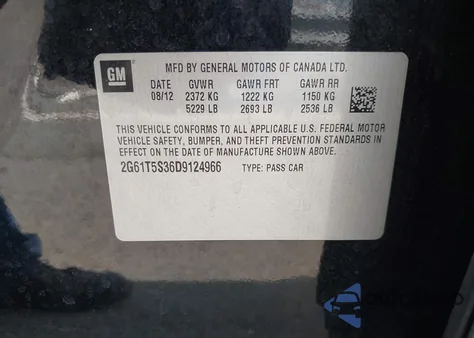 GM
MFD BY GENERAL MOTORS OF CANADA LTD.
DATE GVWR GAWR FRT GAWR RR
08/12 2372 KG 1222 KG 1150 KG
5229 LB 2693 LB 2536 LB
THIS VEHICLE CONFORMS TO ALL APPLICABLE U.S. FEDERAL MOTOR
VEHICLE SAFETY, BUMPER, AND THEFT PREVENTION STANDARDS IN
EFFECT ON THE DATE OF MANUFACTURE SHOWN ABOVE.
2G61T5S36D9124966 TYPE: PASS CAR